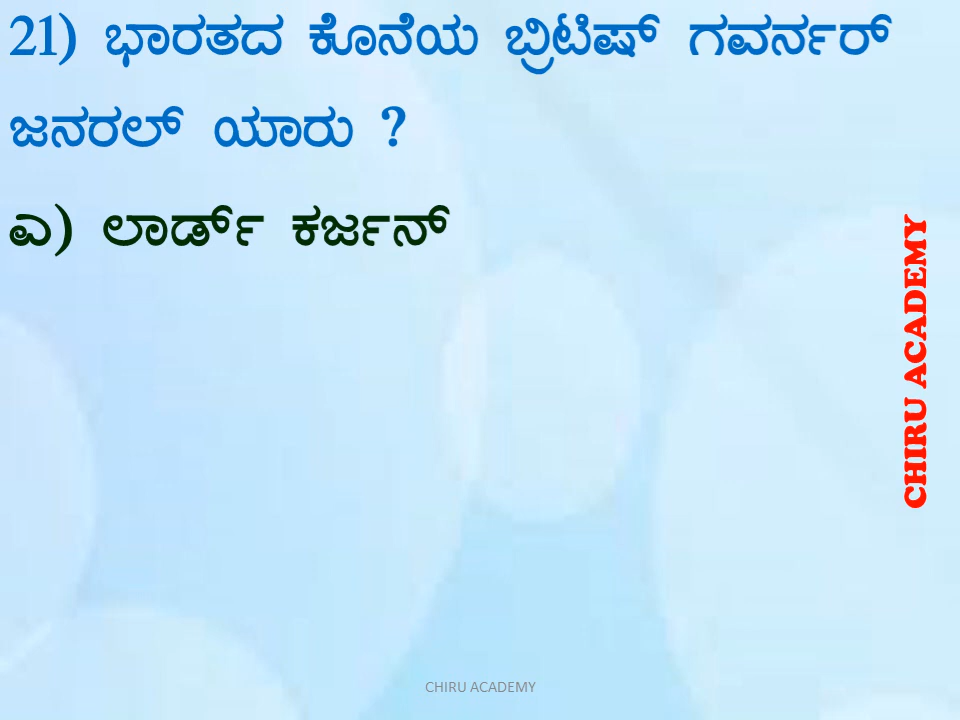 21) ಭಾರತದ ಕೊನೆಯ ಬ್ರಿಟಿಷ್ ಗವರ್ನರ್
ಜನರಲ್ ಯಾರು ?
ಎ) ಲಾರ್ಡ್ ಕರ್ಜನ್
CHIRU ACADEMY
CHIRU ACADEMY